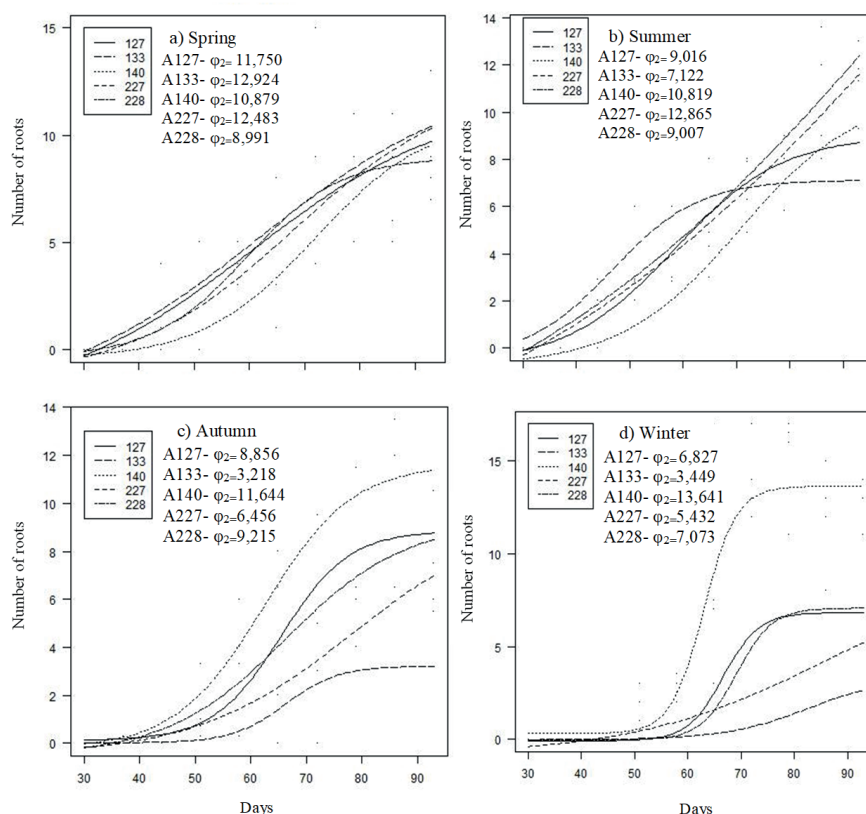 a) Spring
A127- φ2= 11,750
A133- φ2=12,924
A140- φ2=10,879
A227- φ2=12,483
A228- φ2=8,991
127
133
140
227
228
15
10
5
0
Number of roots
b) Summer
A127- φ2= 9,016
A133- φ2=7,122
A140- φ2=10,819
A227- φ2=12,865
A228- φ2=9,007
127
133
140
227
228
14
12
10
8
6
4
2
0
Number of roots
c) Autumn
A127- φ2= 8,856
A133- φ2=3,218
A140- φ2=11,644
A227- φ2=6,456
A228- φ2=9,215
127
133
140
227
228
14
12
10
8
6
4
2
0
Number of roots
30 40 50 60 70 80 90
Days
d) Winter
A127- φ2=6,827
A133- φ2=3,449
A140- φ2=13,641
A227- φ2=5,432
A228- φ2=7,073
127
133
140
227
228
15
10
5
0
Number of roots
30 40 50 60 70 80 90
Days